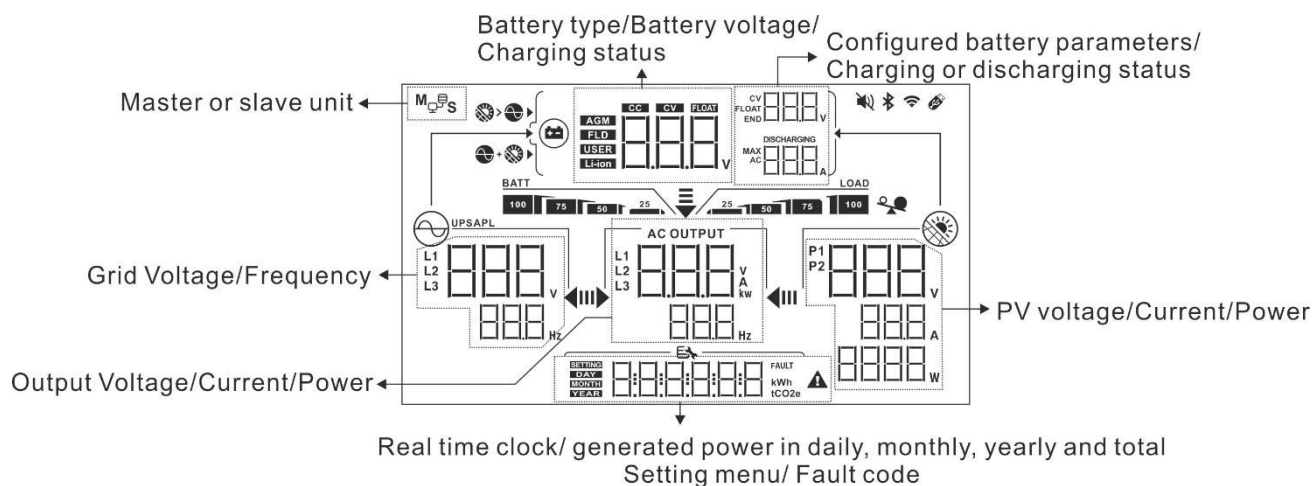 Battery type/Battery voltage/
Charging status
Configured battery parameters/
Charging or discharging status
Master or slave unit
M S
CC CV FLOAT
AGM
FLD
USER
Li-ion
V
CV
FLOAT
END
V
DISCHARGING
MAX
AC
A
BATT
LOAD
100 75 50 25
25 50 75 100
UPSAPL
AC OUTPUT
L1
L2
L3
V
Hz
L1
L2
L3
V
A
kw
Hz
P1
P2
V
A
W
Grid Voltage/Frequency
PV voltage/Current/Power
Output Voltage/Current/Power
SETTING
DAY
MONTH
YEAR
FAULT
kWh
tCO2e
Real time clock/ generated power in daily, monthly, yearly and total
Setting menu/ Fault code